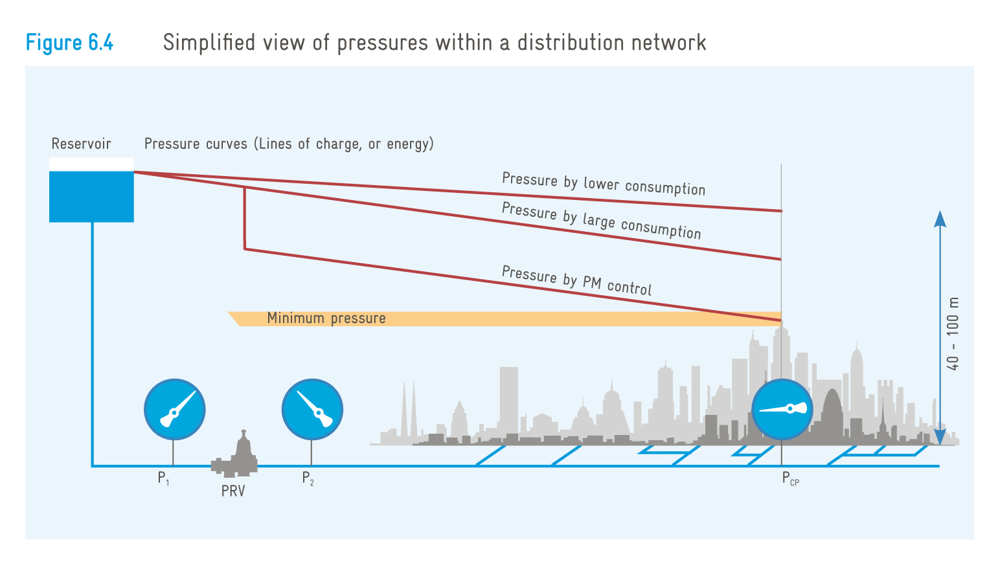 Figure 6.4 Simplified view of pressures within a distribution network
Reservoir
Pressure curves (Lines of charge, or energy)
Pressure by lower consumption
Pressure by large consumption
Pressure by PM control
Minimum pressure
40 - 100 m
P1
PRV
P2
PCP